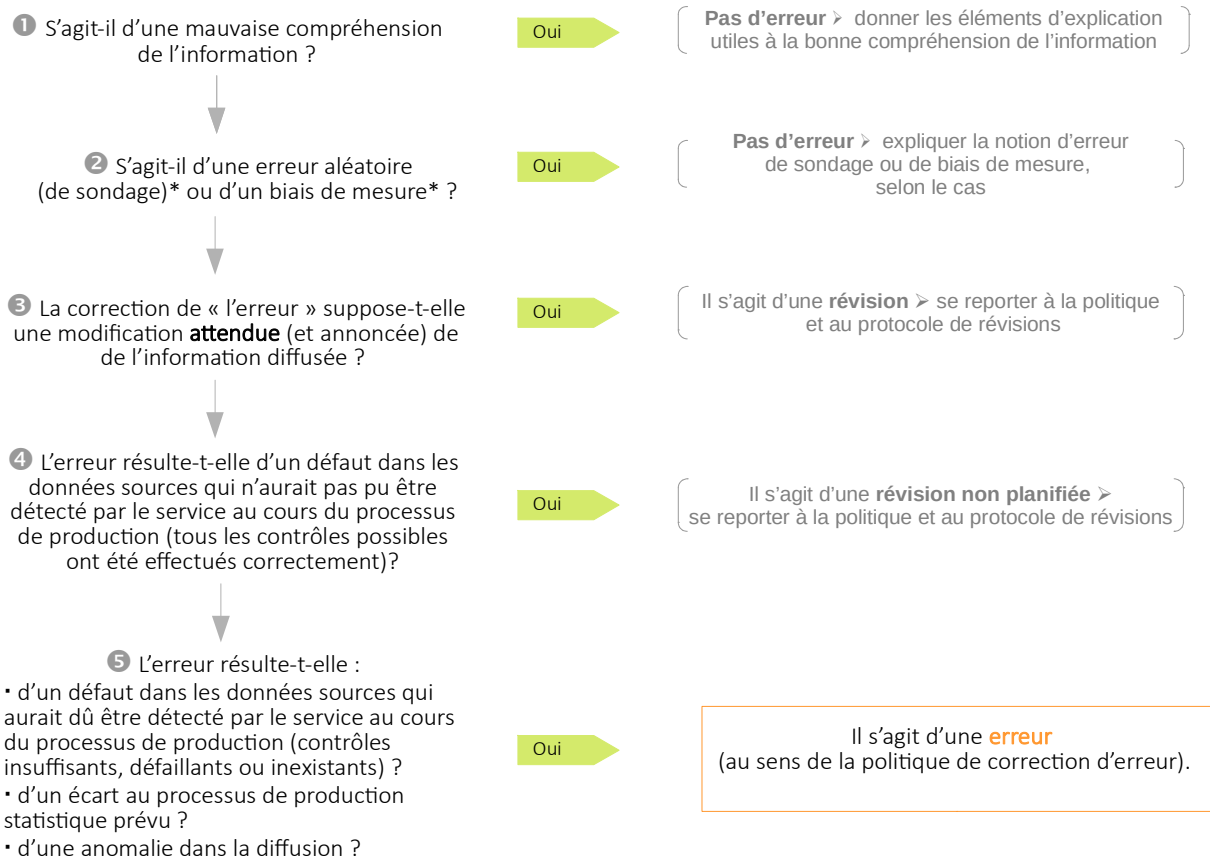 ❶ S’agit-il d’une mauvaise compréhension
de l’information ?
Oui
Pas d’erreur ➢ donner les éléments d’explication
utiles à la bonne compréhension de l’information
❷ S’agit-il d’une erreur aléatoire
(de sondage)* ou d’un biais de mesure* ?
Oui
Pas d’erreur ➢ expliquer la notion d’erreur
de sondage ou de biais de mesure,
selon le cas
❸ La correction de « l’erreur » suppose-t-elle
une modification attendue (et annoncée) de
de l’information diffusée ?
Oui
Il s’agit d’une révision ➢ se reporter à la politique
et au protocole de révisions
❹ L’erreur résulte-t-elle d’un défaut dans les
données sources qui n’aurait pas pu être
détecté par le service au cours du processus
de production (tous les contrôles possibles
ont été effectués correctement)?
Oui
Il s’agit d’une révision non planifiée ➢
se reporter à la politique et au protocole de révisions
❺ L’erreur résulte-t-elle :
· d’un défaut dans les données sources qui
aurait dû être détecté par le service au cours
du processus de production (contrôles
insuffisants, défaillants ou inexistants) ?
· d’un écart au processus de production
statistique prévu ?
· d’une anomalie dans la diffusion ?
Oui
Il s’agit d’une erreur
(au sens de la politique de correction d’erreur).